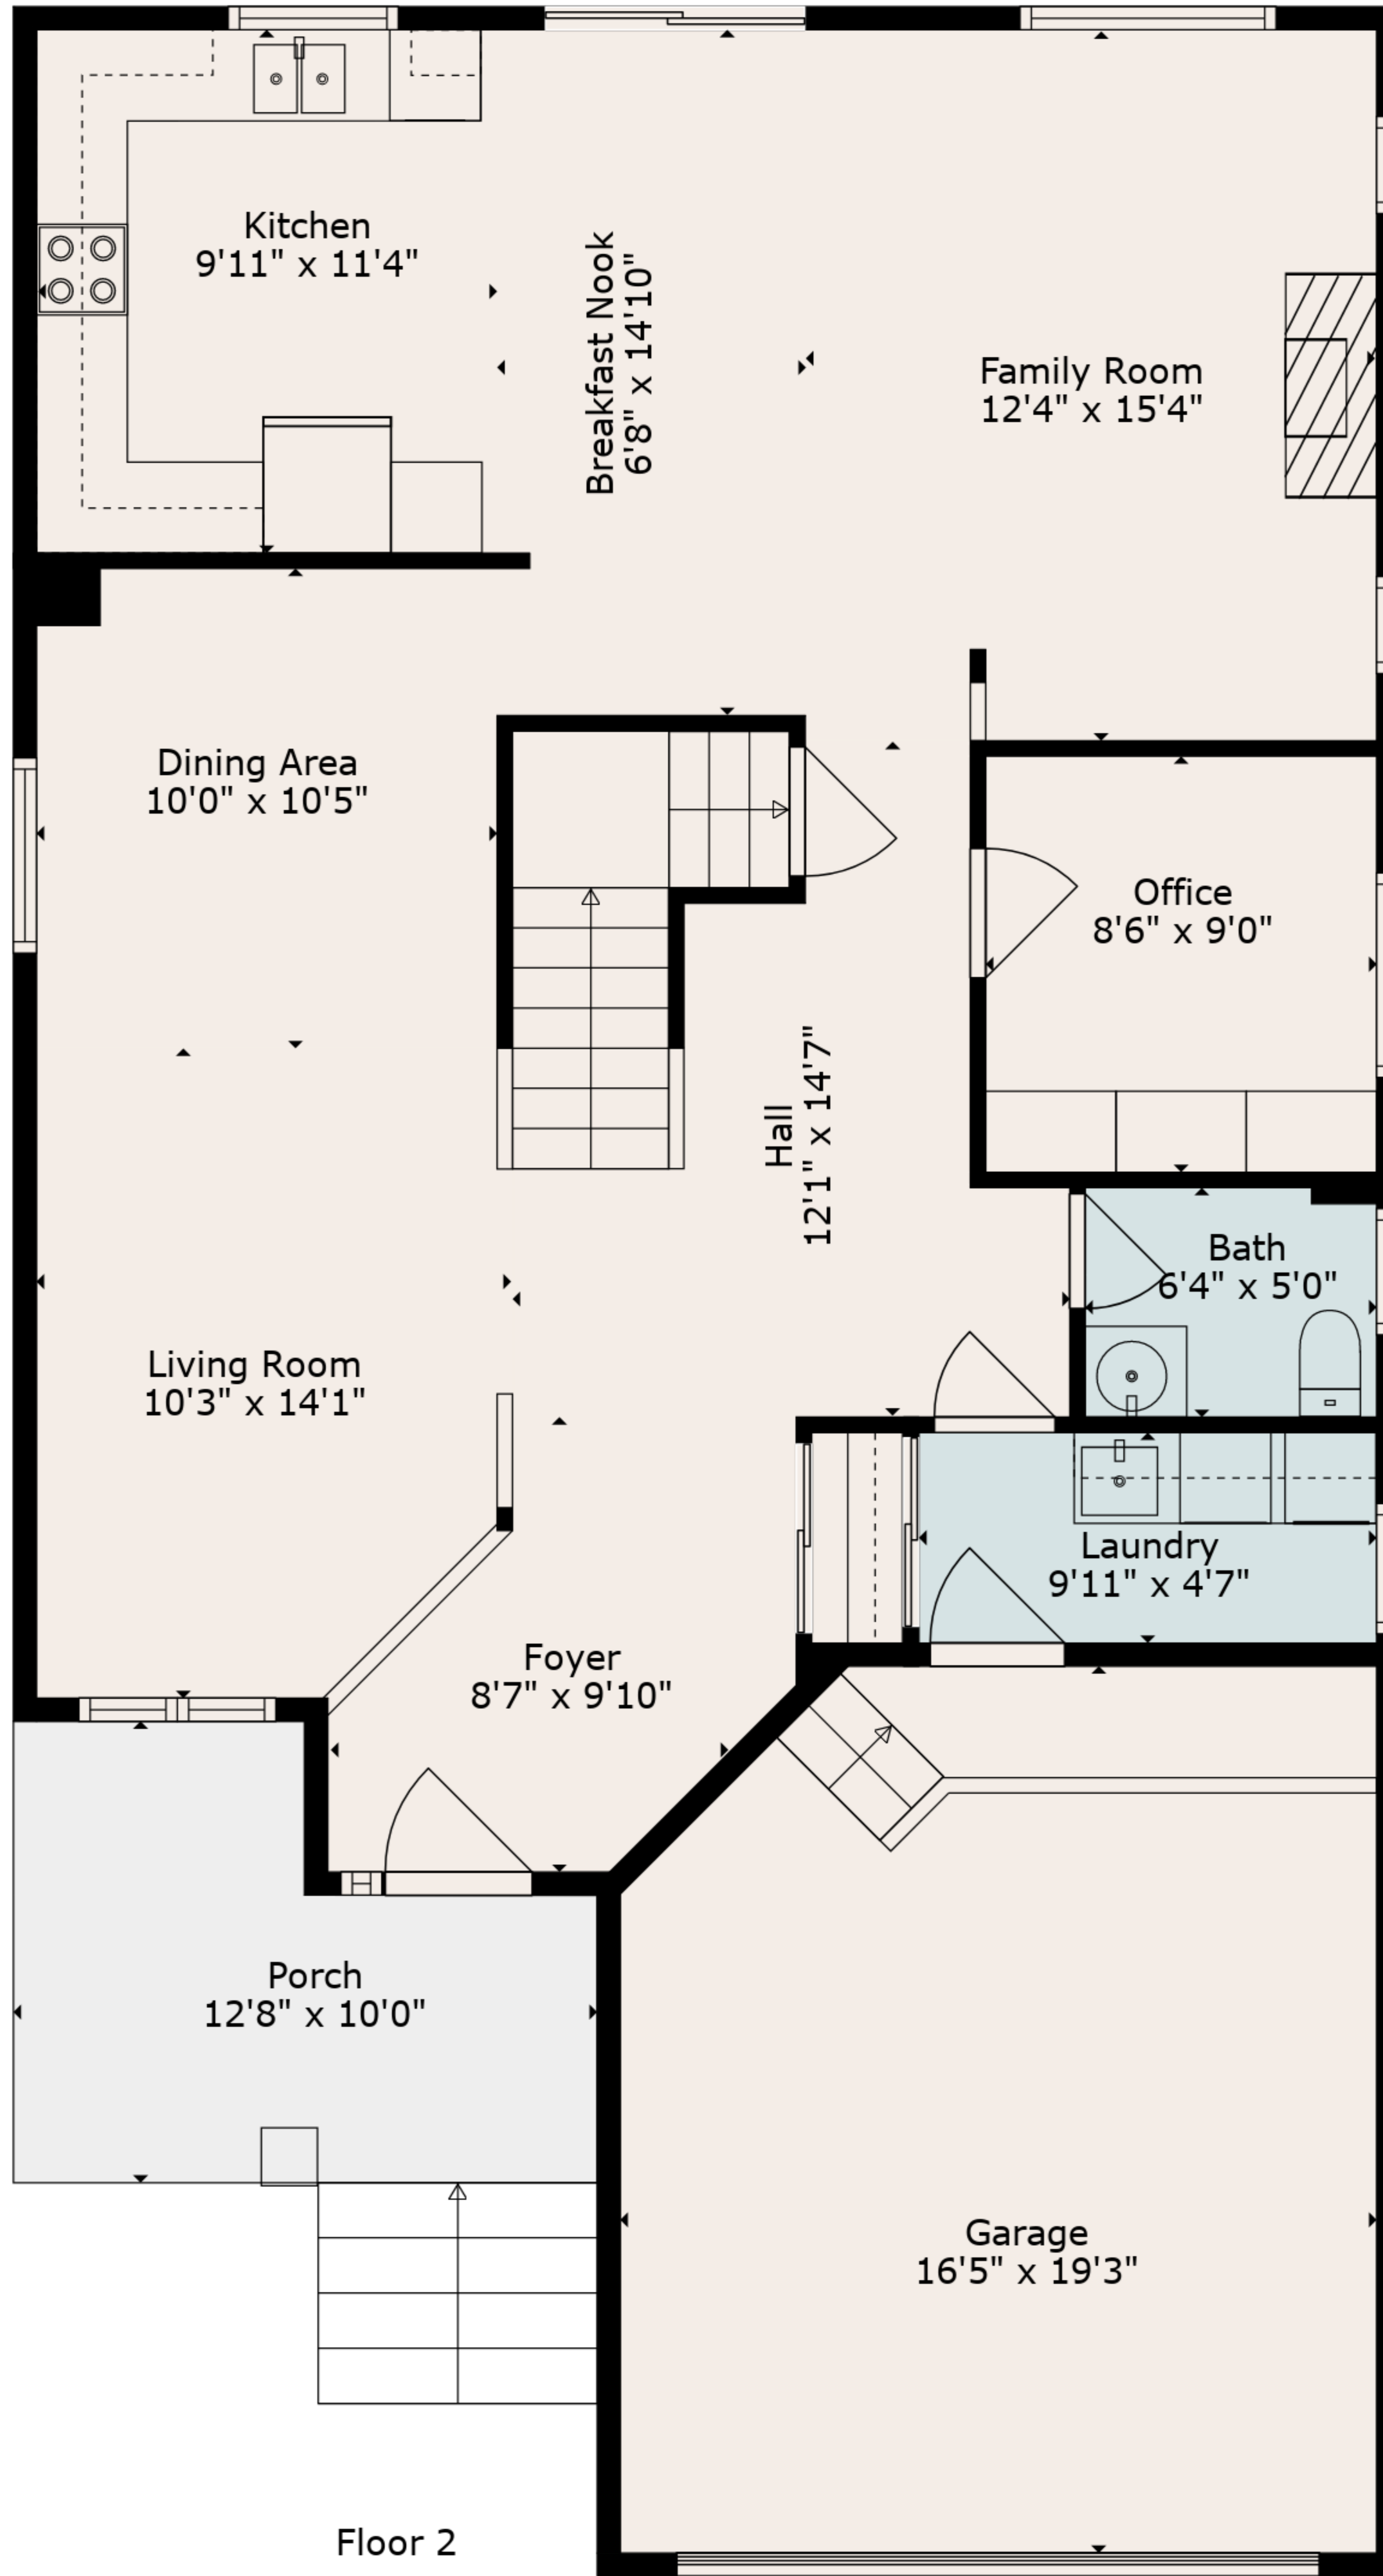 Kitchen
9'11" x 11'4"
Breakfast Nook
6'8" x 14'10"
Family Room
12'4" x 15'4"
Dining Area
10'0" x 10'5"
Office
8'6" x 9'0"
Hall
12'1" x 14'7"
Bath
6'4" x 5'0"
Living Room
10'3" x 14'1"
Laundry
9'11" x 4'7"
Foyer
8'7" x 9'10"
Porch
12'8" x 10'0"
Garage
16'5" x 19'3"
Floor 2